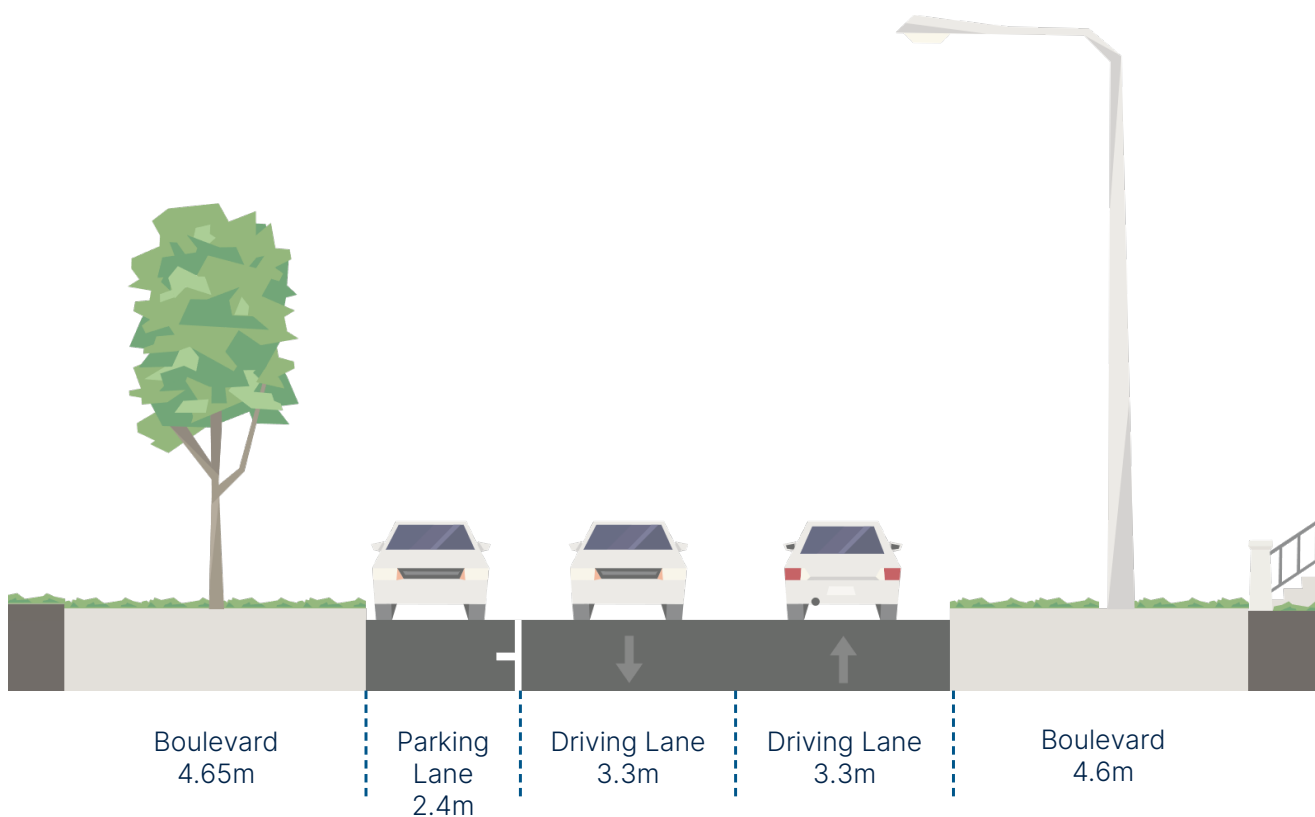 Boulevard
4.65m
Parking
Lane
2.4m
Driving Lane
3.3m
Driving Lane
3.3m
Boulevard
4.6m